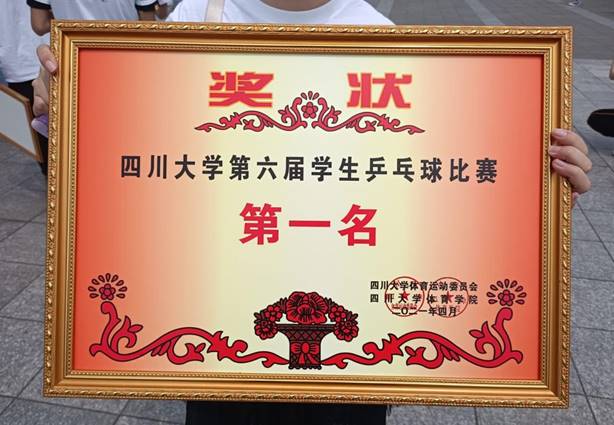 奖状
四川大学第六届学生乒乓球比赛
第一名
四川大学体育运动委员会
四川大学体育学院
二〇二一年四月